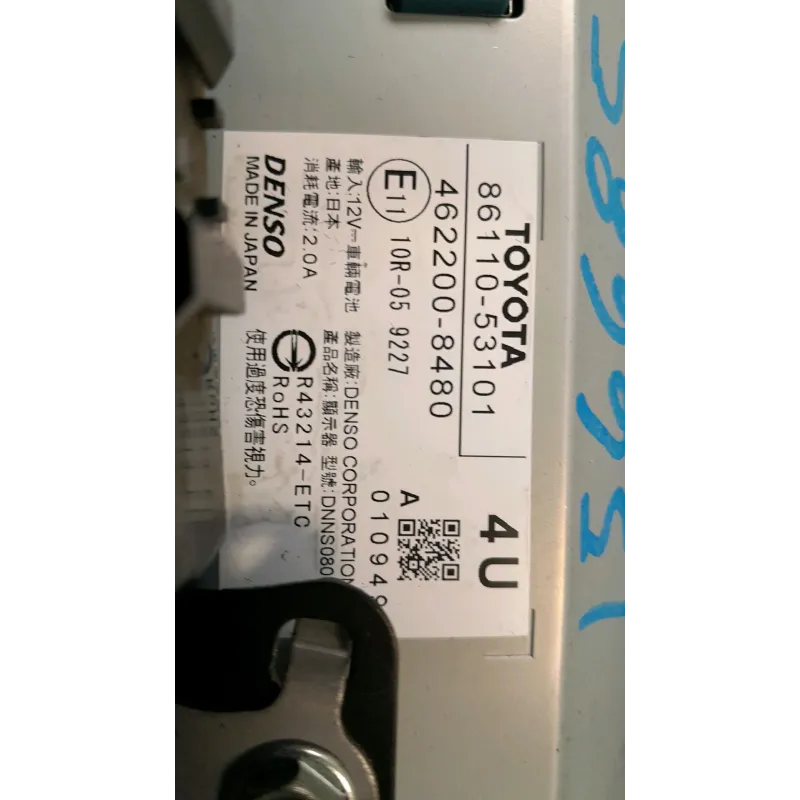 TOYOTA
86110-53101
4U
462200-8480
A
E11 10R-05 9227
010949
輸入:12V⎓車輛電池
製造廠:DENSO CORPORATION
產地:日本
產品名稱:顯示器 型號:DNNS080
消耗電流:2.0A
R43214-ETC
RoHS
DENSO
MADE IN JAPAN
使用過度恐傷害視力。